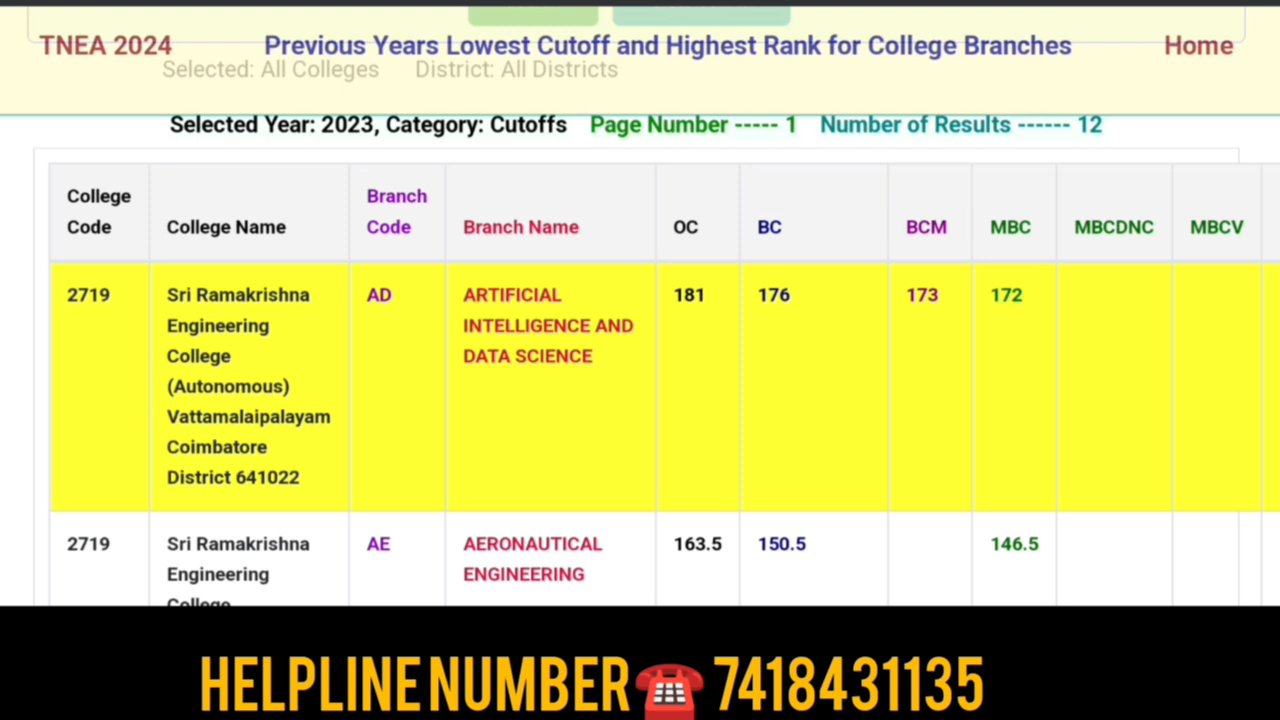 TNEA 2024 Previous Years Lowest Cutoff and Highest Rank for College Branches Home
Selected: All Colleges District: All Districts
Selected Year: 2023, Category: Cutoffs Page Number ----- 1 Number of Results ------ 12
College Code College Name Branch Code Branch Name OC BC BCM MBC MBCDNC MBCV
2719 Sri Ramakrishna AD ARTIFICIAL 181 176 173 172
Engineering INTELLIGENCE AND
College DATA SCIENCE
(Autonomous)
Vattamalaipalayam
Coimbatore
District 641022
2719 Sri Ramakrishna AE AERONAUTICAL 163.5 150.5 146.5
Engineering ENGINEERING
College
HELPLINE NUMBER☎️ 7418431135